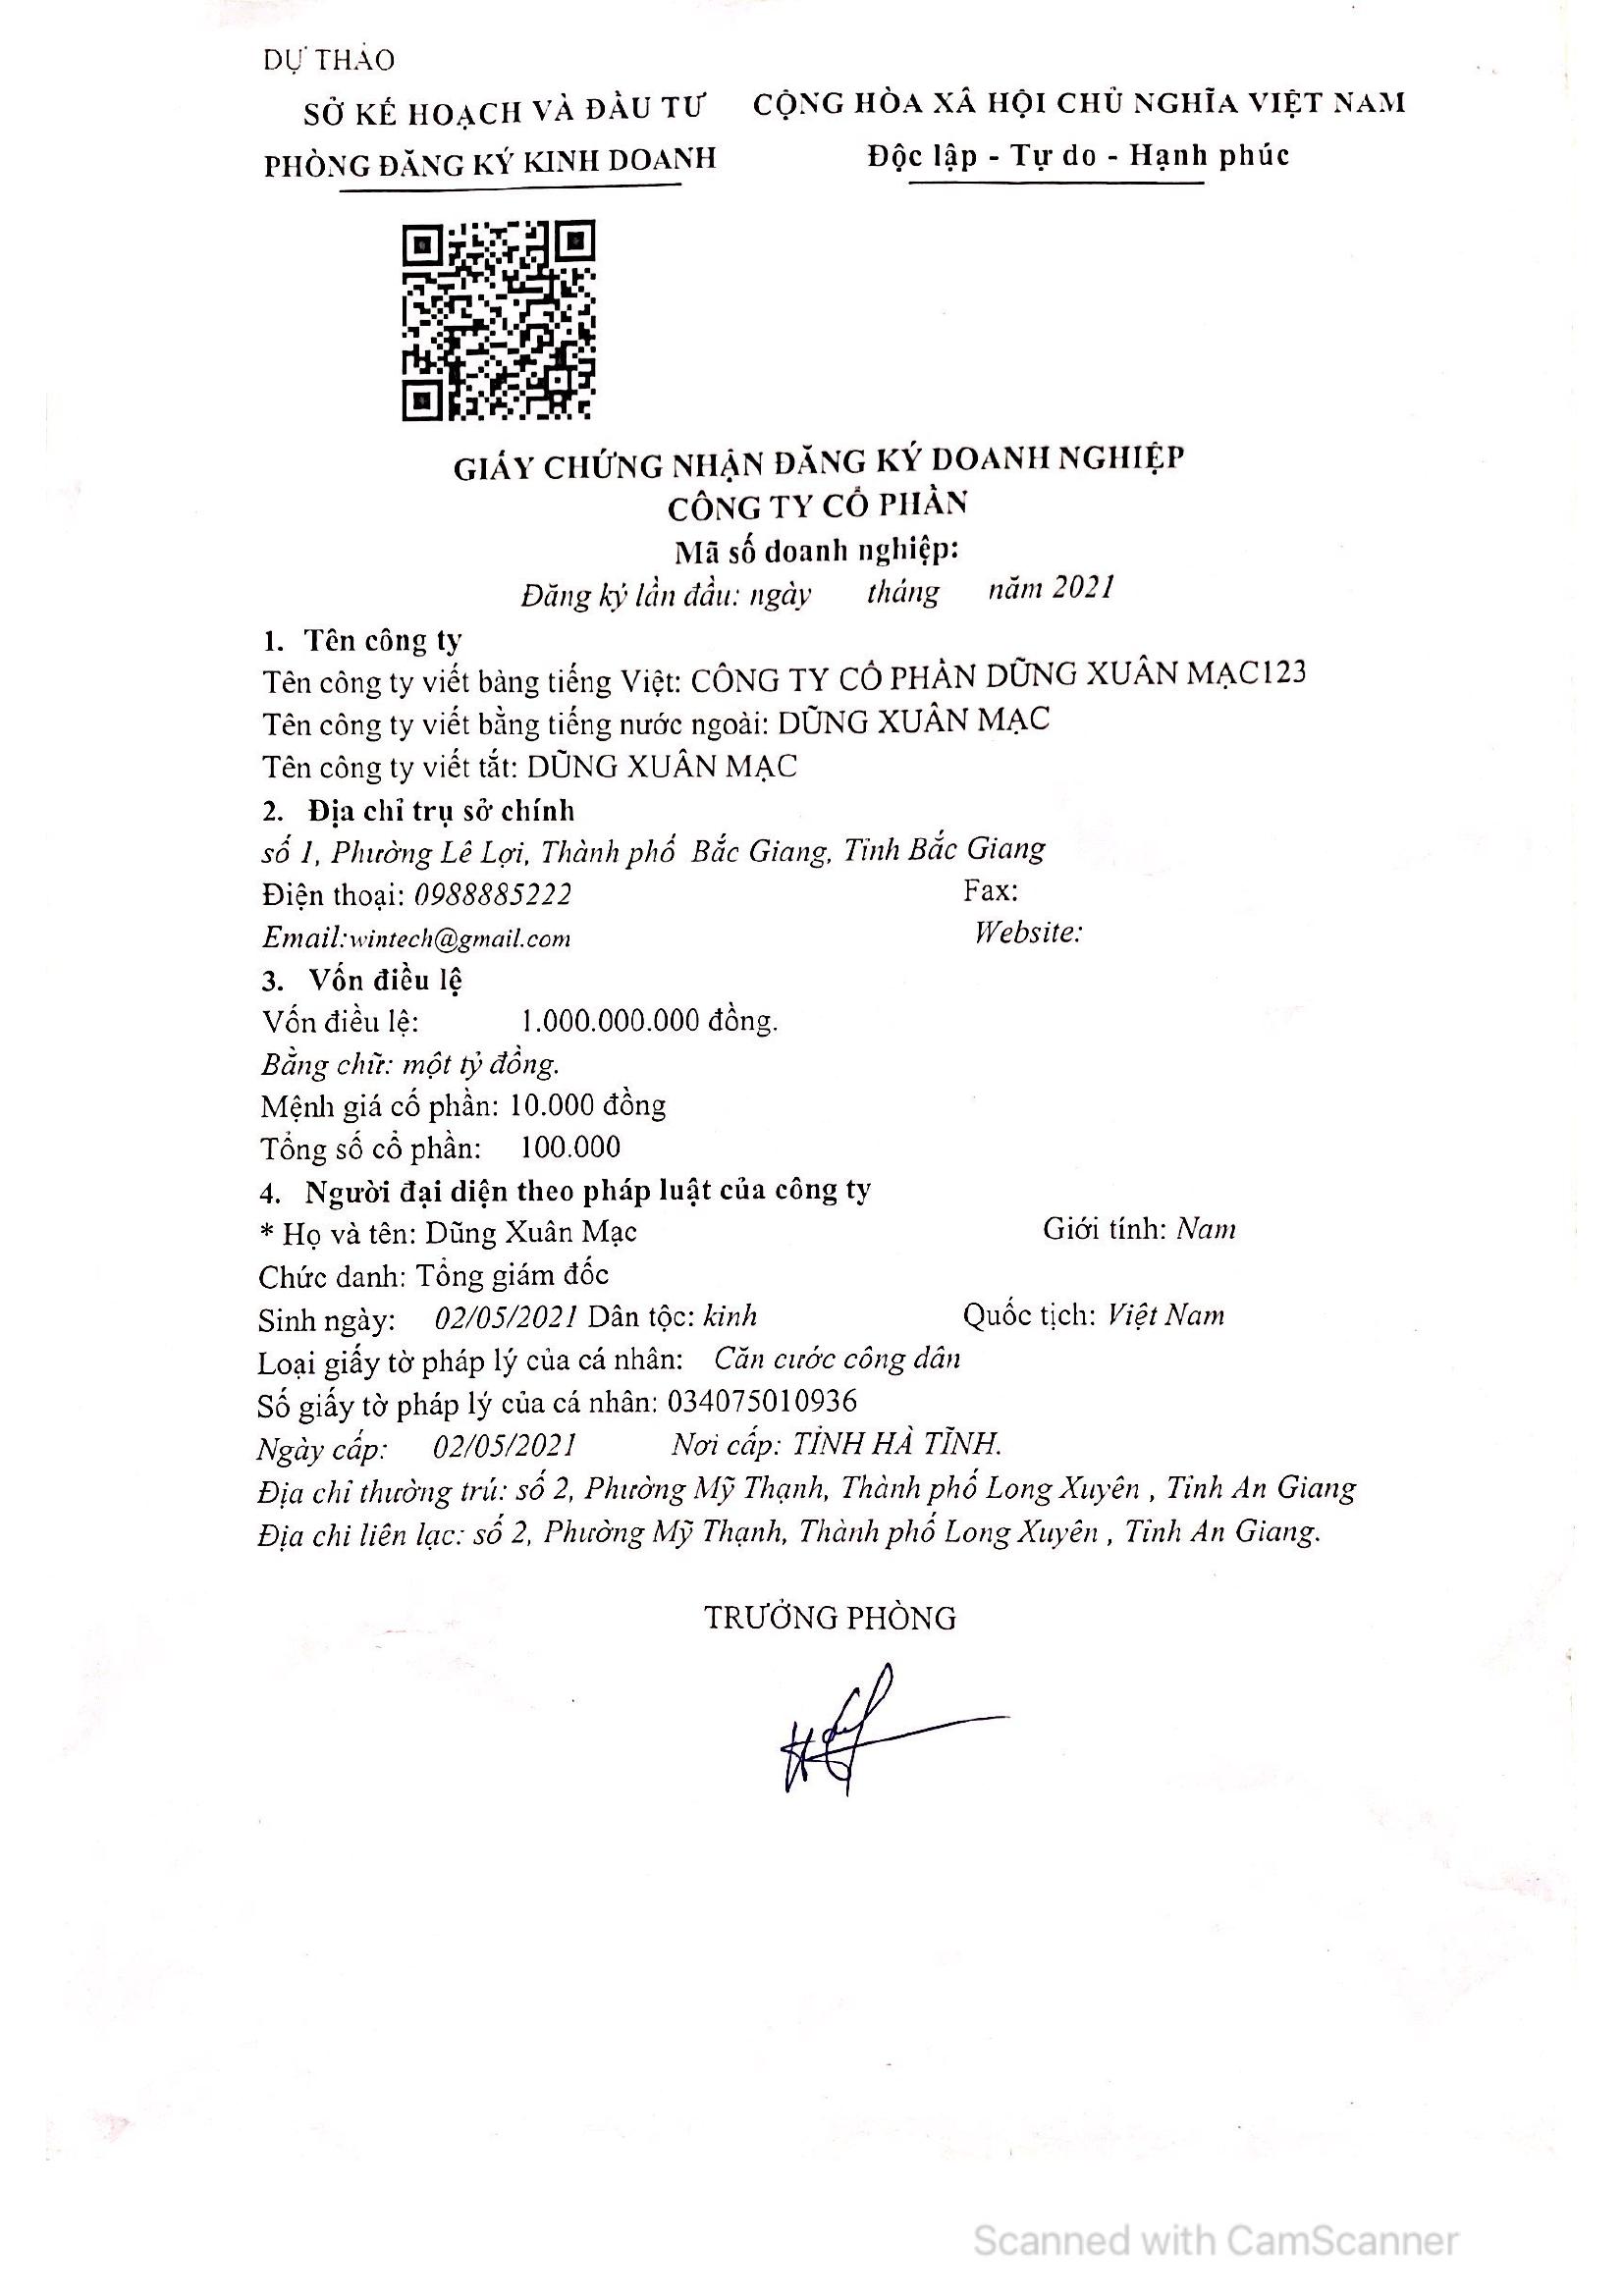 DỰ THẢO
SỞ KẾ HOẠCH VÀ ĐẦU TƯ
PHÒNG ĐĂNG KÝ KINH DOANH
CỘNG HÒA XÃ HỘI CHỦ NGHĨA VIỆT NAM
Độc lập - Tự do - Hạnh phúc
GIẤY CHỨNG NHẬN ĐĂNG KÝ DOANH NGHIỆP
CÔNG TY CỔ PHẦN
Mã số doanh nghiệp:
Đăng ký lần đầu: ngày tháng năm 2021
1. Tên công ty
Tên công ty viết bằng tiếng Việt: CÔNG TY CỔ PHẦN DŨNG XUÂN MẠC123
Tên công ty viết bằng tiếng nước ngoài: DŨNG XUÂN MẠC
Tên công ty viết tắt: DŨNG XUÂN MẠC
2. Địa chỉ trụ sở chính
số 1, Phường Lê Lợi, Thành phố Bắc Giang, Tỉnh Bắc Giang
Điện thoại: 0988885222 Fax:
Email:wintech@gmail.com Website:
3. Vốn điều lệ
Vốn điều lệ: 1.000.000.000 đồng.
Bằng chữ: một tỷ đồng.
Mệnh giá cổ phần: 10.000 đồng
Tổng số cổ phần: 100.000
4. Người đại diện theo pháp luật của công ty
* Họ và tên: Dũng Xuân Mạc Giới tính: Nam
Chức danh: Tổng giám đốc
Sinh ngày: 02/05/2021 Dân tộc: kinh Quốc tịch: Việt Nam
Loại giấy tờ pháp lý của cá nhân: Căn cước công dân
Số giấy tờ pháp lý của cá nhân: 034075010936
Ngày cấp: 02/05/2021 Nơi cấp: TỈNH HÀ TĨNH.
Địa chỉ thường trú: số 2, Phường Mỹ Thạnh, Thành phố Long Xuyên , Tỉnh An Giang
Địa chỉ liên lạc: số 2, Phường Mỹ Thạnh, Thành phố Long Xuyên , Tỉnh An Giang.
TRƯỞNG PHÒNG
Scanned with CamScanner